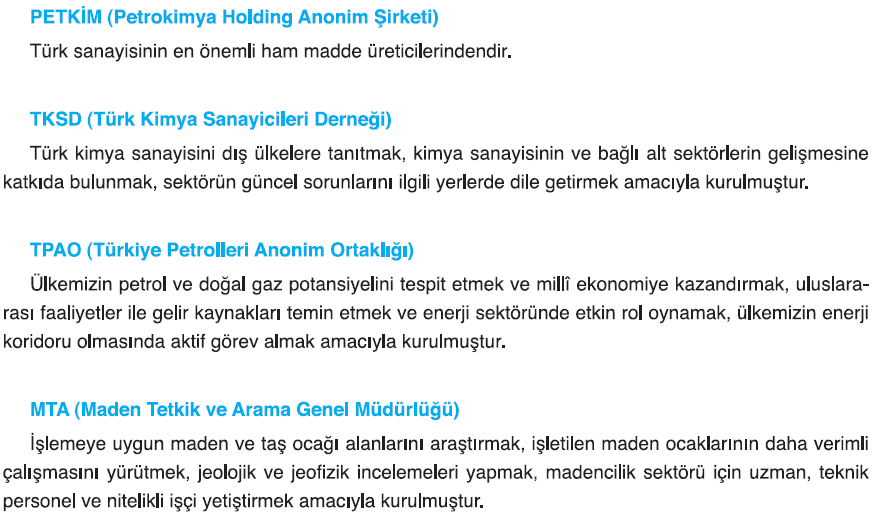 PETKİM (Petrokimya Holding Anonim Şirketi)
Türk sanayisinin en önemli ham madde üreticilerindendir.
TKSD (Türk Kimya Sanayicileri Derneği)
Türk kimya sanayisini dış ülkelere tanıtmak, kimya sanayisinin ve bağlı alt sektörlerin gelişmesine
katkıda bulunmak, sektörün güncel sorunlarını ilgili yerlerde dile getirmek amacıyla kurulmuştur.
TPAO (Türkiye Petrolleri Anonim Ortaklığı)
Ülkemizin petrol ve doğal gaz potansiyelini tespit etmek ve millî ekonomiye kazandırmak, uluslara-
rası faaliyetler ile gelir kaynakları temin etmek ve enerji sektöründe etkin rol oynamak, ülkemizin enerji
koridoru olmasında aktif görev almak amacıyla kurulmuştur.
MTA (Maden Tetkik ve Arama Genel Müdürlüğü)
İşlemeye uygun maden ve taş ocağı alanlarını araştırmak, işletilen maden ocaklarının daha verimli
çalışmasını yürütmek, jeolojik ve jeofizik incelemeleri yapmak, madencilik sektörü için uzman, teknik
personel ve nitelikli işçi yetiştirmek amacıyla kurulmuştur.